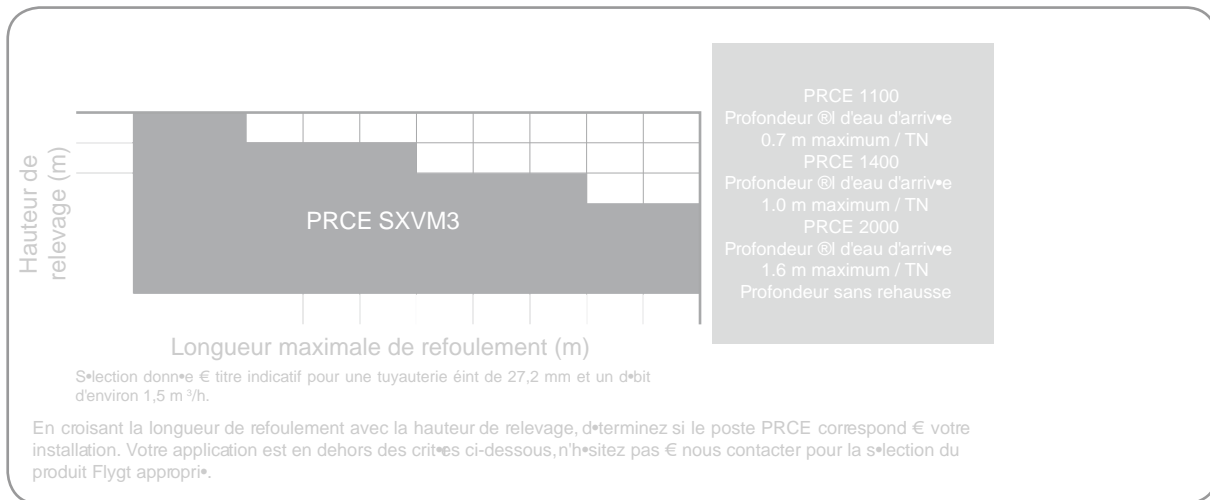 Hauteur de
relevage (m)
PRCE SXVM3
Longueur maximale de refoulement (m)
S•lection donn•e € titre indicatif pour une tuyauterie éint de 27,2 mm et un d•bit
d'environ 1,5 m³/h.
PRCE 1100
Profondeur ®l d'eau d'arriv•e
0.7 m maximum / TN
PRCE 1400
Profondeur ®l d'eau d'arriv•e
1.0 m maximum / TN
PRCE 2000
Profondeur ®l d'eau d'arriv•e
1.6 m maximum / TN
Profondeur sans rehausse
En croisant la longueur de refoulement avec la hauteur de relevage, d•terminez si le poste PRCE correspond € votre
installation. Votre application est en dehors des crit•es ci-dessous, n'h•sitez pas € nous contacter pour la s•lection du
produit Flygt appropri•.